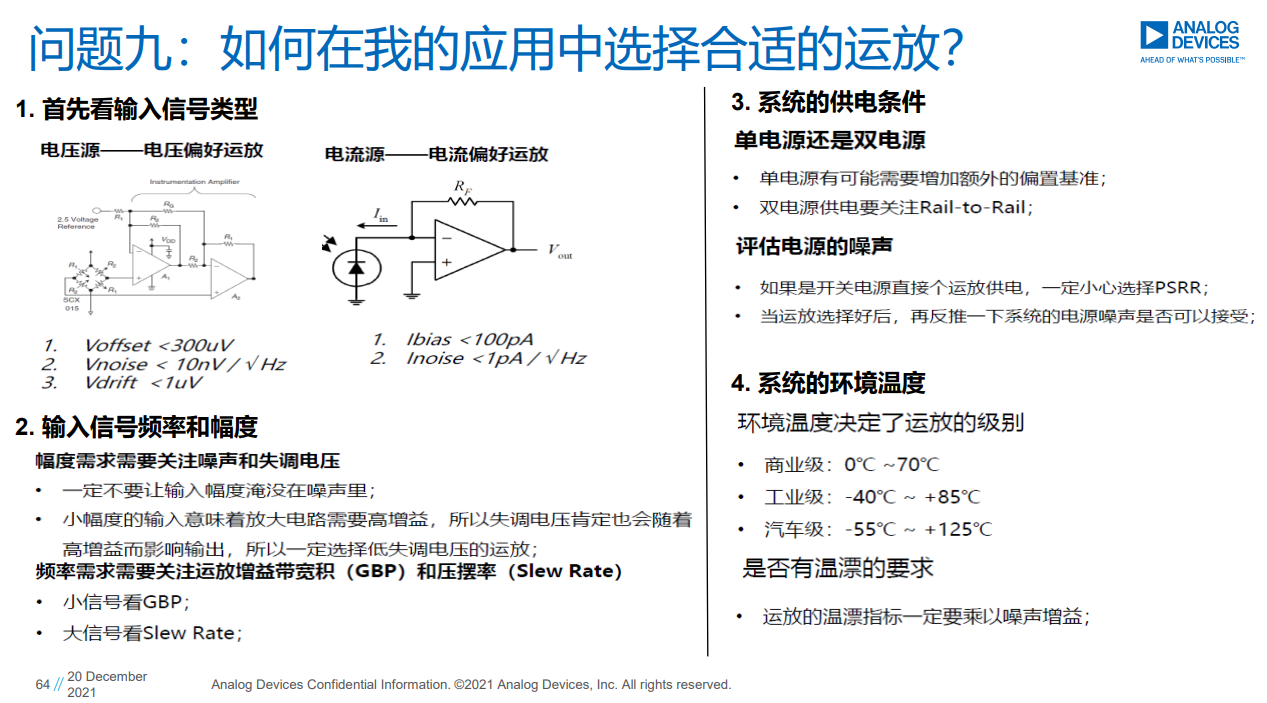 问题九：如何在我的应用中选择合适的运放？
ANALOG
DEVICES
AHEAD OF WHAT'S POSSIBLE™
1. 首先看输入信号类型
电压源——电压偏好运放
Instrumentation Amplifier
2.5 Voltage
Reference
R1
RG
R2
VDD
R2
R1
A1
A2
R1
R2
R2
R1
SCX
015
1. Voffset <300uV
2. Vnoise < 10nV / √Hz
3. Vdrift <1uV
电流源——电流偏好运放
RF
Iin
−
+
Vout
1. Ibias <100pA
2. Inoise <1pA / √Hz
2. 输入信号频率和幅度
幅度需求需要关注噪声和失调电压
• 一定不要让输入幅度淹没在噪声里；
• 小幅度的输入意味着放大电路需要高增益，所以失调电压肯定也会随着
高增益而影响输出，所以一定选择低失调电压的运放；
频率需求需要关注运放增益带宽积（GBP）和压摆率（Slew Rate）
• 小信号看GBP；
• 大信号看Slew Rate；
3. 系统的供电条件
单电源还是双电源
• 单电源有可能需要增加额外的偏置基准；
• 双电源供电要关注Rail-to-Rail；
评估电源的噪声
• 如果是开关电源直接个运放供电，一定小心选择PSRR；
• 当运放选择好后，再反推一下系统的电源噪声是否可以接受；
4. 系统的环境温度
环境温度决定了运放的级别
• 商业级：0℃ ~70℃
• 工业级：-40℃ ~ +85℃
• 汽车级：-55℃ ~ +125℃
是否有温漂的要求
• 运放的温漂指标一定要乘以噪声增益；
64 // 20 December
2021
Analog Devices Confidential Information. ©2021 Analog Devices, Inc. All rights reserved.